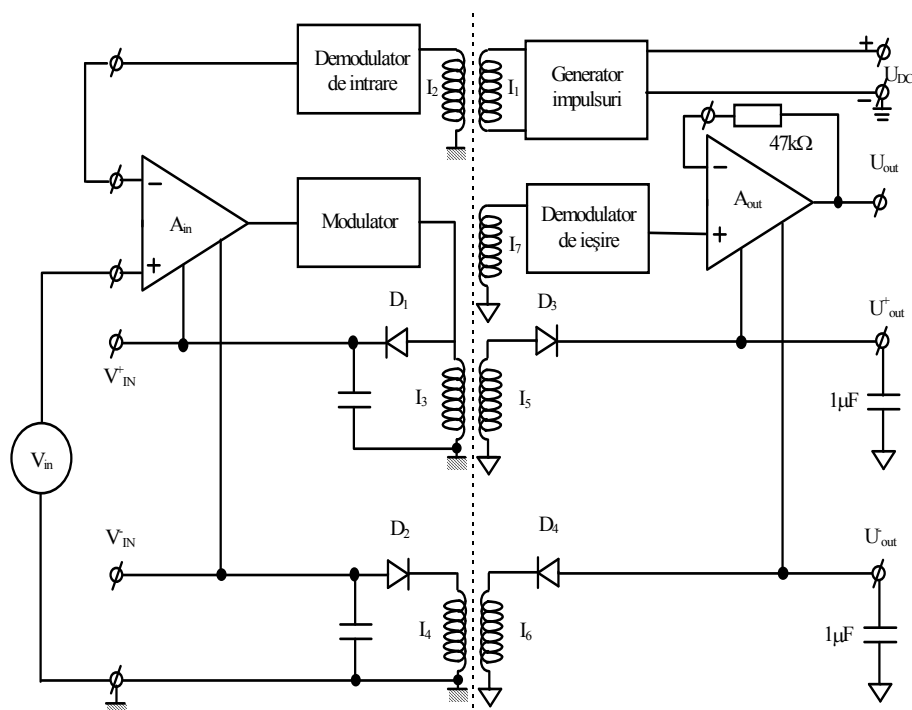 Demodulator
de intrare
I2
I1
Generator
impulsuri
+
UDC
−
47kΩ
−
Ain
+
Modulator
I7
Demodulator
de ieşire
−
Aout
+
Uout
D1
D3
V+IN
U+out
I3
I5
1µF
Vin
V-IN
D2
D4
U-out
I4
I6
1µF